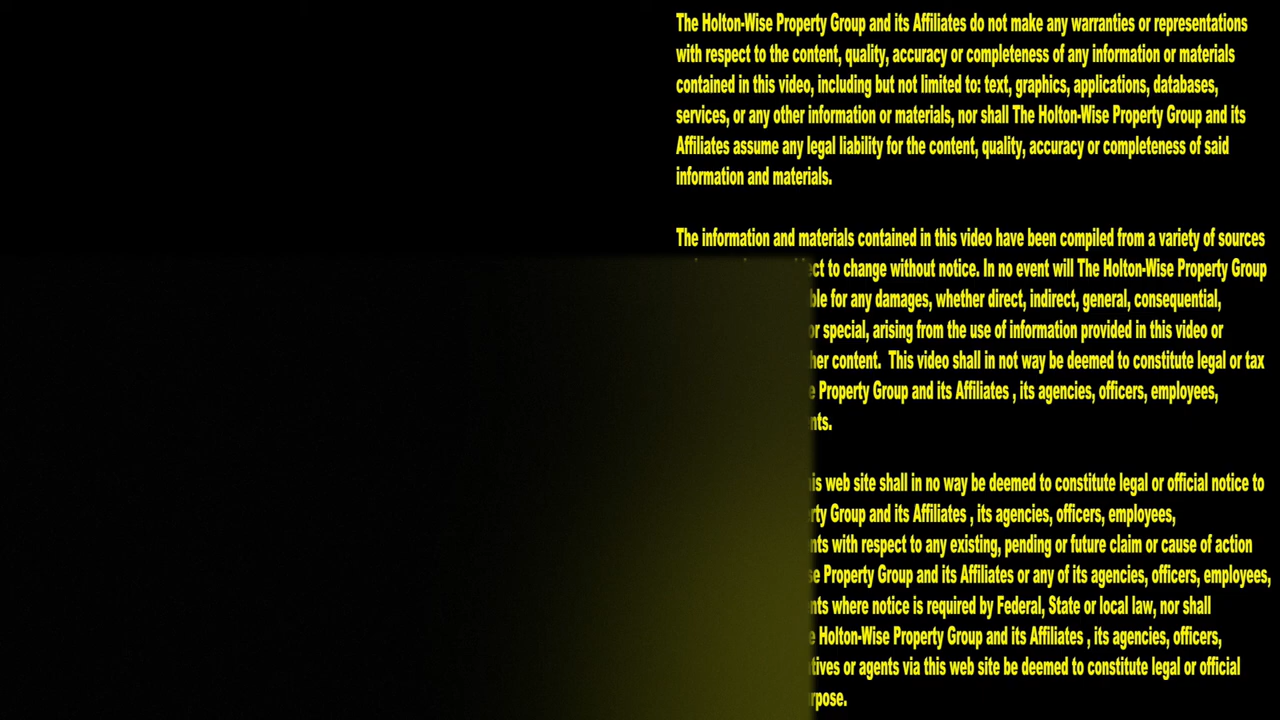 The Holton-Wise Property Group and its Affiliates do not make any warranties or representations
with respect to the content, quality, accuracy or completeness of any information or materials
contained in this video, including but not limited to: text, graphics, applications, databases,
services, or any other information or materials, nor shall The Holton-Wise Property Group and its
Affiliates assume any legal liability for the content, quality, accuracy or completeness of said
information and materials.
The information and materials contained in this video have been compiled from a variety of sources
to change without notice. In no event will The Holton-Wise Property Group
for any damages, whether direct, indirect, general, consequential,
or special, arising from the use of information provided in this video or
content. This video shall in not way be deemed to constitute legal or tax
Property Group and its Affiliates , its agencies, officers, employees,
web site shall in no way be deemed to constitute legal or official notice to
Group and its Affiliates , its agencies, officers, employees,
with respect to any existing, pending or future claim or cause of action
Property Group and its Affiliates or any of its agencies, officers, employees,
where notice is required by Federal, State or local law, nor shall
Holton-Wise Property Group and its Affiliates , its agencies, officers,
or agents via this web site be deemed to constitute legal or official